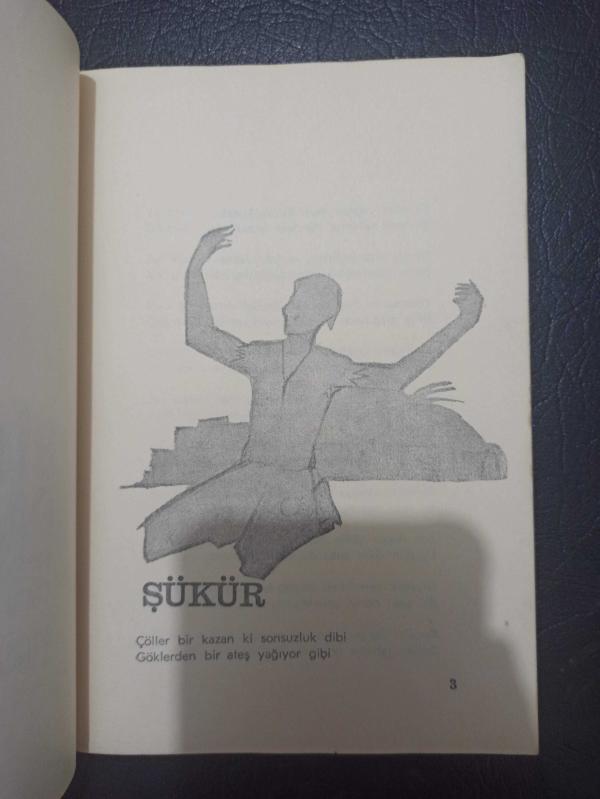 ŞÜKÜR
Çöller bir kazan ki sonsuzluk dibi
Göklerden bir ateş yağıyor gibi
3